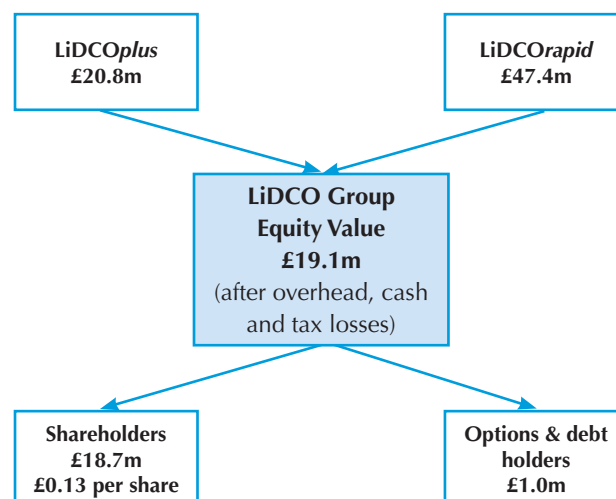 LiDCOplus
£20.8m
LiDCOrapid
£47.4m
LiDCO Group
Equity Value
£19.1m
(after overhead, cash
and tax losses)
Shareholders
£18.7m
£0.13 per share
Options & debt
holders
£1.0m